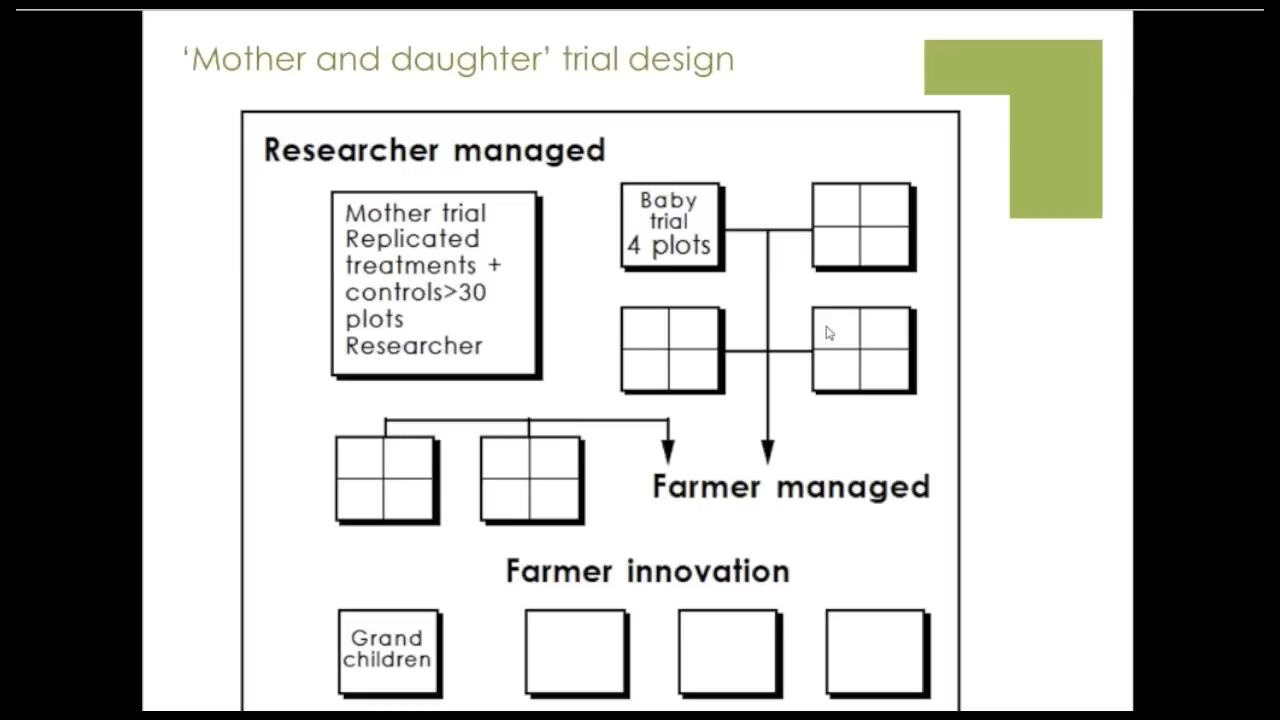 ‘Mother and daughter’ trial design
Researcher managed
Mother trial
Replicated
treatments +
controls>30
plots
Researcher
Baby
trial
4 plots
Farmer managed
Farmer innovation
Grand
children